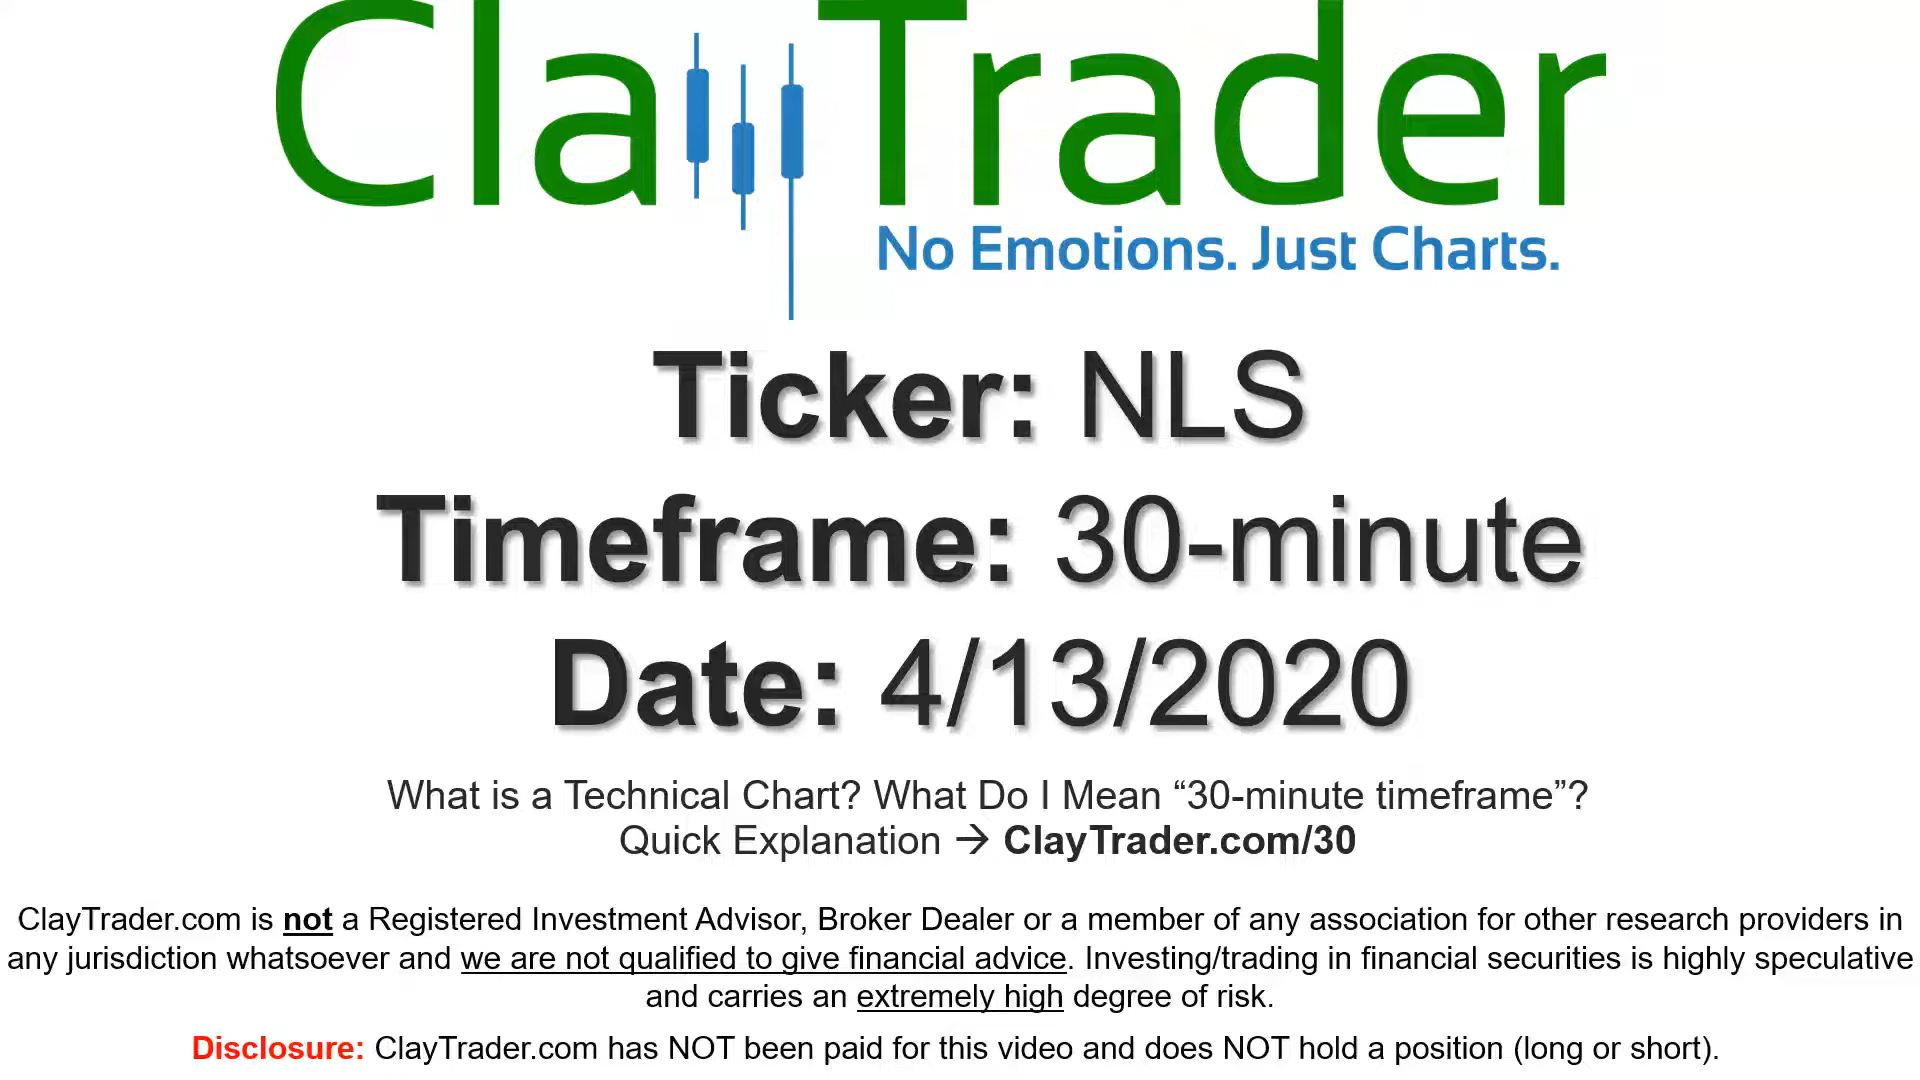 ClayTrader
No Emotions. Just Charts.
Ticker: NLS
Timeframe: 30-minute
Date: 4/13/2020
What is a Technical Chart? What Do I Mean “30-minute timeframe”?
Quick Explanation → ClayTrader.com/30
ClayTrader.com is not a Registered Investment Advisor, Broker Dealer or a member of any association for other research providers in
any jurisdiction whatsoever and we are not qualified to give financial advice. Investing/trading in financial securities is highly speculative
and carries an extremely high degree of risk.
Disclosure: ClayTrader.com has NOT been paid for this video and does NOT hold a position (long or short).